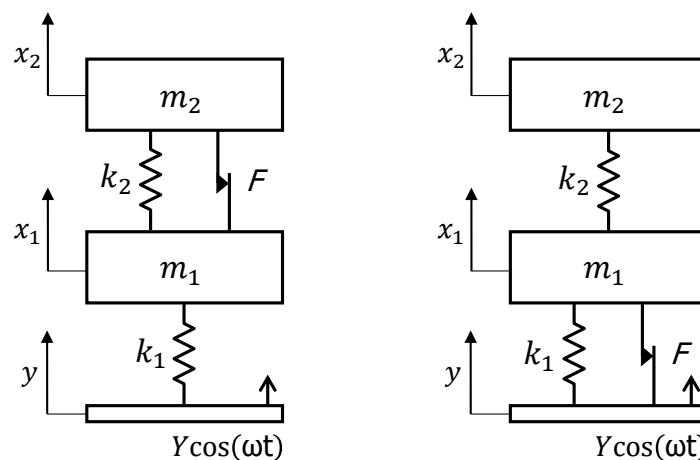 x₂
m₂
k₂
F
x₁
m₁
k₁
y
Ycos(ωt)
x₂
m₂
k₂
x₁
m₁
k₁
F
y
Ycos(ωt)